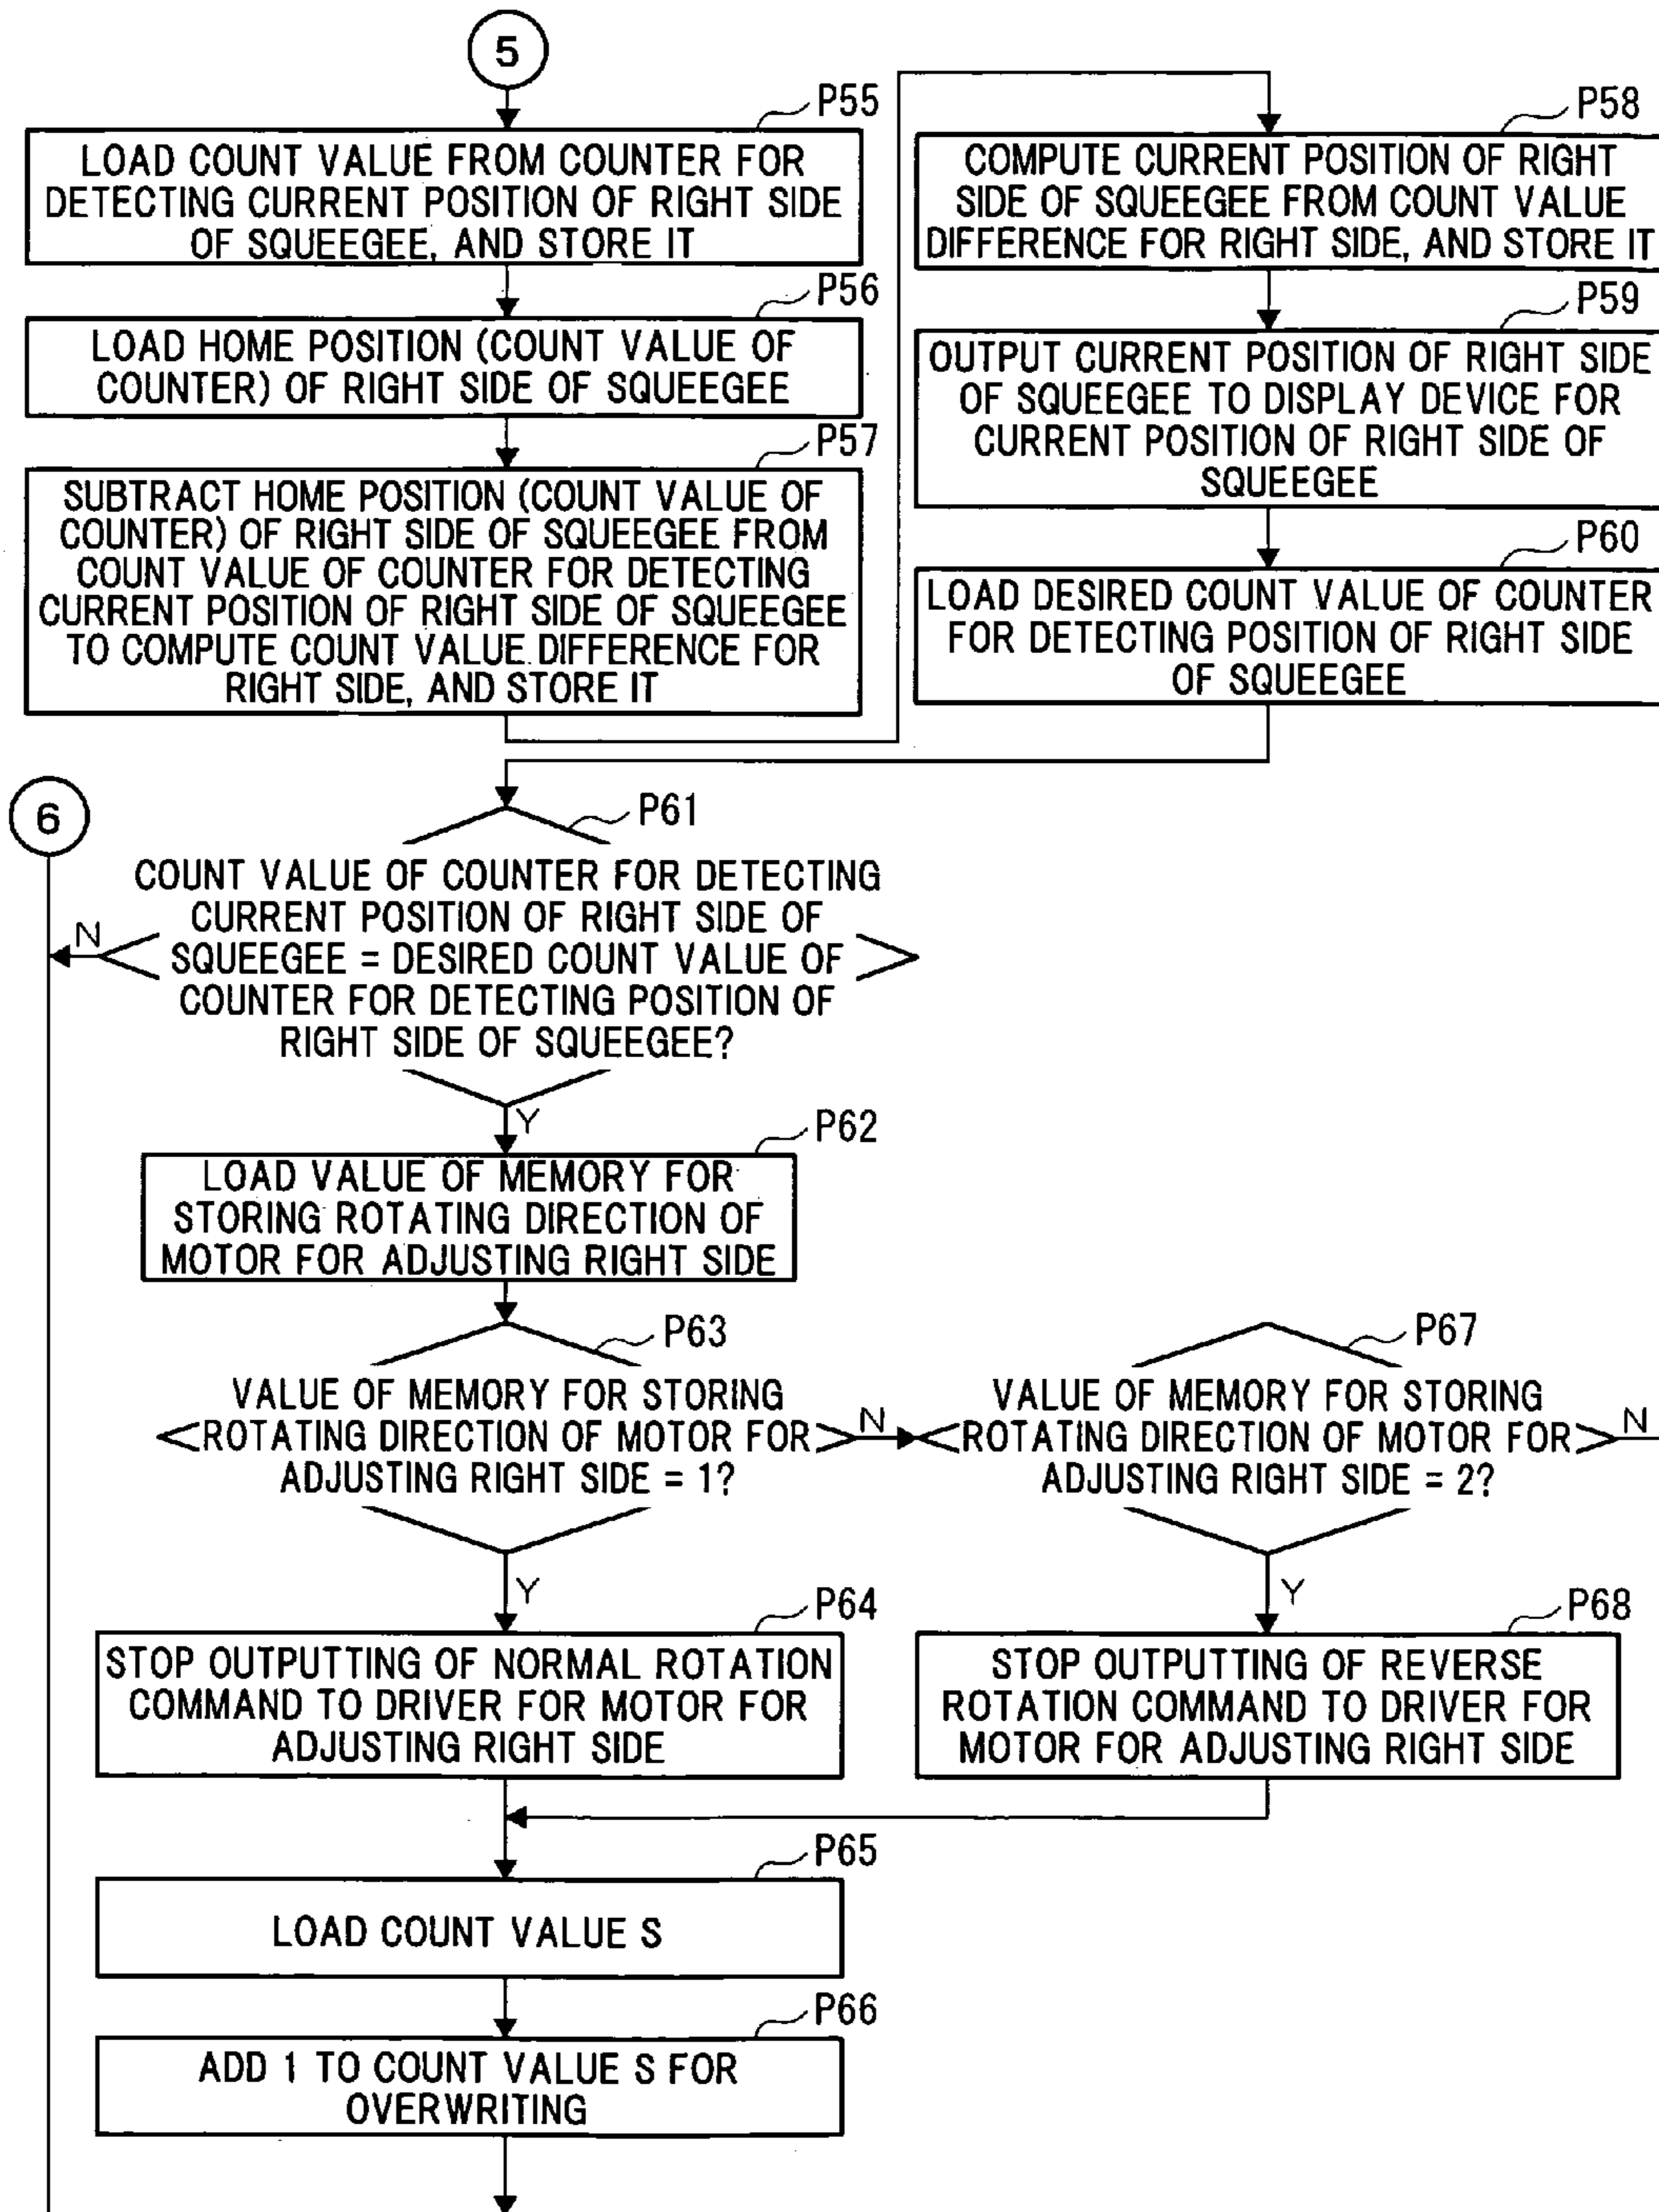 5
P55
LOAD COUNT VALUE FROM COUNTER FOR
DETECTING CURRENT POSITION OF RIGHT SIDE
OF SQUEEGEE, AND STORE IT
P56
LOAD HOME POSITION (COUNT VALUE OF
COUNTER) OF RIGHT SIDE OF SQUEEGEE
P57
SUBTRACT HOME POSITION (COUNT VALUE OF
COUNTER) OF RIGHT SIDE OF SQUEEGEE FROM
COUNT VALUE OF COUNTER FOR DETECTING
CURRENT POSITION OF RIGHT SIDE OF SQUEEGEE
TO COMPUTE COUNT VALUE DIFFERENCE FOR
RIGHT SIDE, AND STORE IT
P58
COMPUTE CURRENT POSITION OF RIGHT
SIDE OF SQUEEGEE FROM COUNT VALUE
DIFFERENCE FOR RIGHT SIDE, AND STORE IT
P59
OUTPUT CURRENT POSITION OF RIGHT SIDE
OF SQUEEGEE TO DISPLAY DEVICE FOR
CURRENT POSITION OF RIGHT SIDE OF
SQUEEGEE
P60
LOAD DESIRED COUNT VALUE OF COUNTER
FOR DETECTING POSITION OF RIGHT SIDE
OF SQUEEGEE
6
P61
COUNT VALUE OF COUNTER FOR DETECTING
CURRENT POSITION OF RIGHT SIDE OF
SQUEEGEE = DESIRED COUNT VALUE OF
COUNTER FOR DETECTING POSITION OF
RIGHT SIDE OF SQUEEGEE?
N
Y
P62
LOAD VALUE OF MEMORY FOR
STORING ROTATING DIRECTION OF
MOTOR FOR ADJUSTING RIGHT SIDE
P63
VALUE OF MEMORY FOR STORING
ROTATING DIRECTION OF MOTOR FOR
ADJUSTING RIGHT SIDE = 1?
N
Y
P67
VALUE OF MEMORY FOR STORING
ROTATING DIRECTION OF MOTOR FOR
ADJUSTING RIGHT SIDE = 2?
N
Y
P64
STOP OUTPUTTING OF NORMAL ROTATION
COMMAND TO DRIVER FOR MOTOR FOR
ADJUSTING RIGHT SIDE
P68
STOP OUTPUTTING OF REVERSE
ROTATION COMMAND TO DRIVER FOR
MOTOR FOR ADJUSTING RIGHT SIDE
P65
LOAD COUNT VALUE S
P66
ADD 1 TO COUNT VALUE S FOR
OVERWRITING